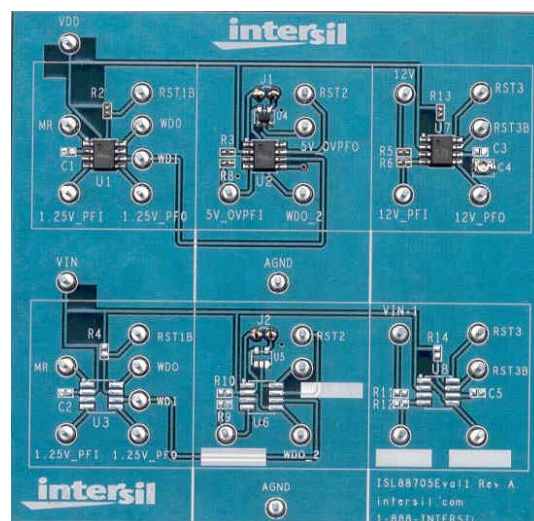 intersil
VDD
J1
12V
RST3
R2
RST1B
RST2
R13
U4
MR
WDO
U7
RST3B
5V_OVPFO
R3
R5
C3
C1
WDI
R8
R6
C4
U1
U2
1.25V_PFI
1.25V_PFO
5V_OVPFI
WDO_2
12V_PFI
12V_PFO
VIN
AGND
VIN-1
J2
R4
RST1B
RST2
R14
RST3
MR
WDO
U5
U8
RST3B
R10
R11
C2
WDI
R9
R12
C5
U3
U6
1.25V_PFI
1.25V_PFO
WDO_2
AGND
intersil
ISL88705Eval1 Rev A
intersil.com
1-888-INTERSIL